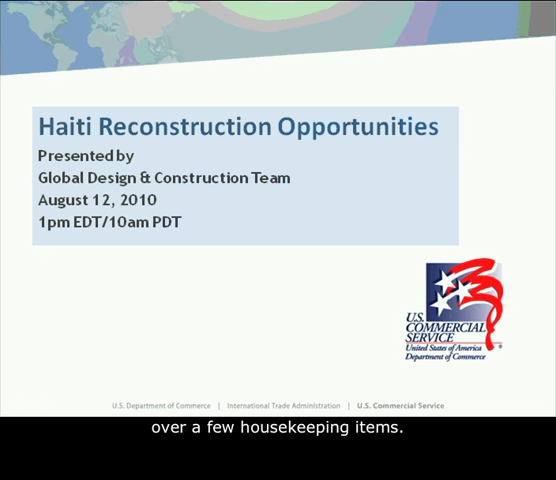 Haiti Reconstruction Opportunities
Presented by
Global Design & Construction Team
August 12, 2010
1pm EDT/10am PDT
U.S.
COMMERCIAL
SERVICE
United States of America
Department of Commerce
U.S. Department of Commerce | International Trade Administration | U.S. Commercial Service
over a few housekeeping items.